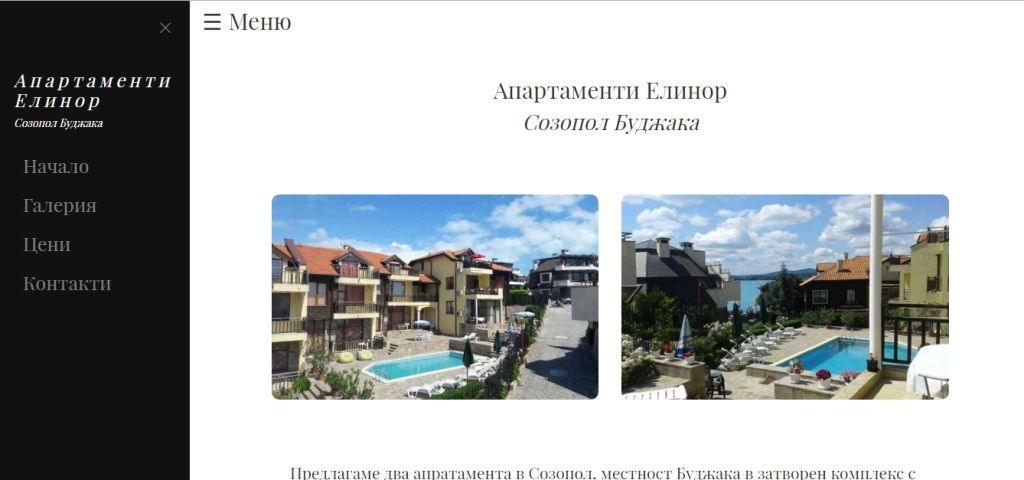 ☰ Меню
Апартаменти
Елинор
Созопол Буджака
Начало
Галерия
Цени
Контакти
Апартаменти Елинор
Созопол Буджака
Предлагаме два апратамента в Созопол, местност Буджака в затворен комплекс с